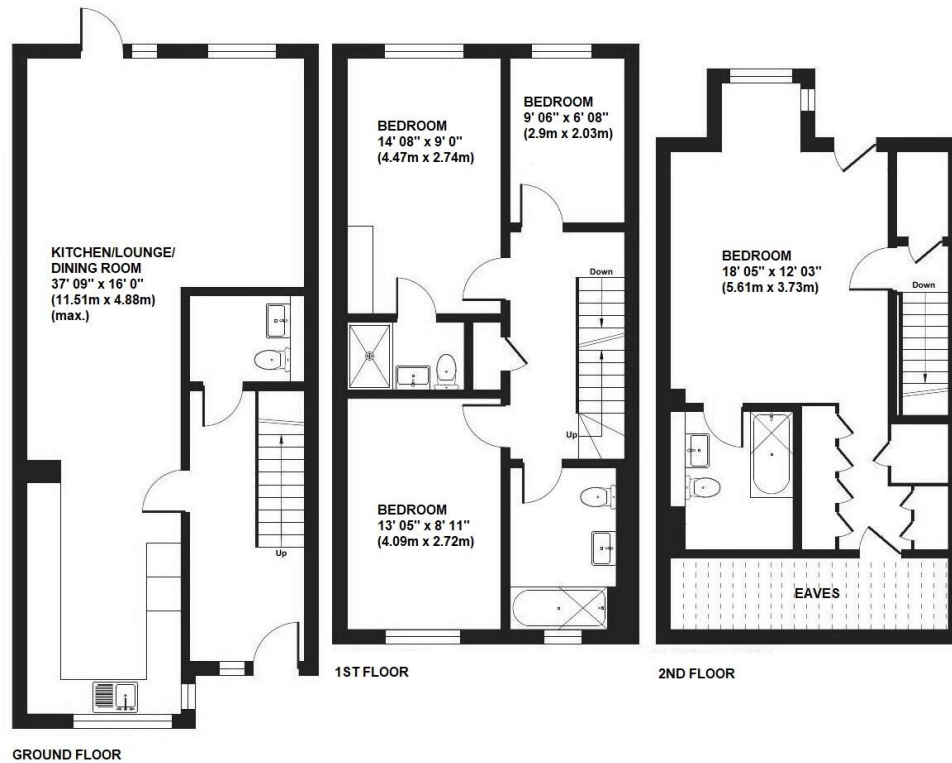 KITCHEN/LOUNGE/
DINING ROOM
37' 09" x 16' 0"
(11.51m x 4.88m)
(max.)
Up
GROUND FLOOR
BEDROOM
14' 08" x 9' 0"
(4.47m x 2.74m)
BEDROOM
9' 06" x 6' 08"
(2.9m x 2.03m)
Down
Up
BEDROOM
13' 05" x 8' 11"
(4.09m x 2.72m)
1ST FLOOR
BEDROOM
18' 05" x 12' 03"
(5.61m x 3.73m)
Down
EAVES
2ND FLOOR